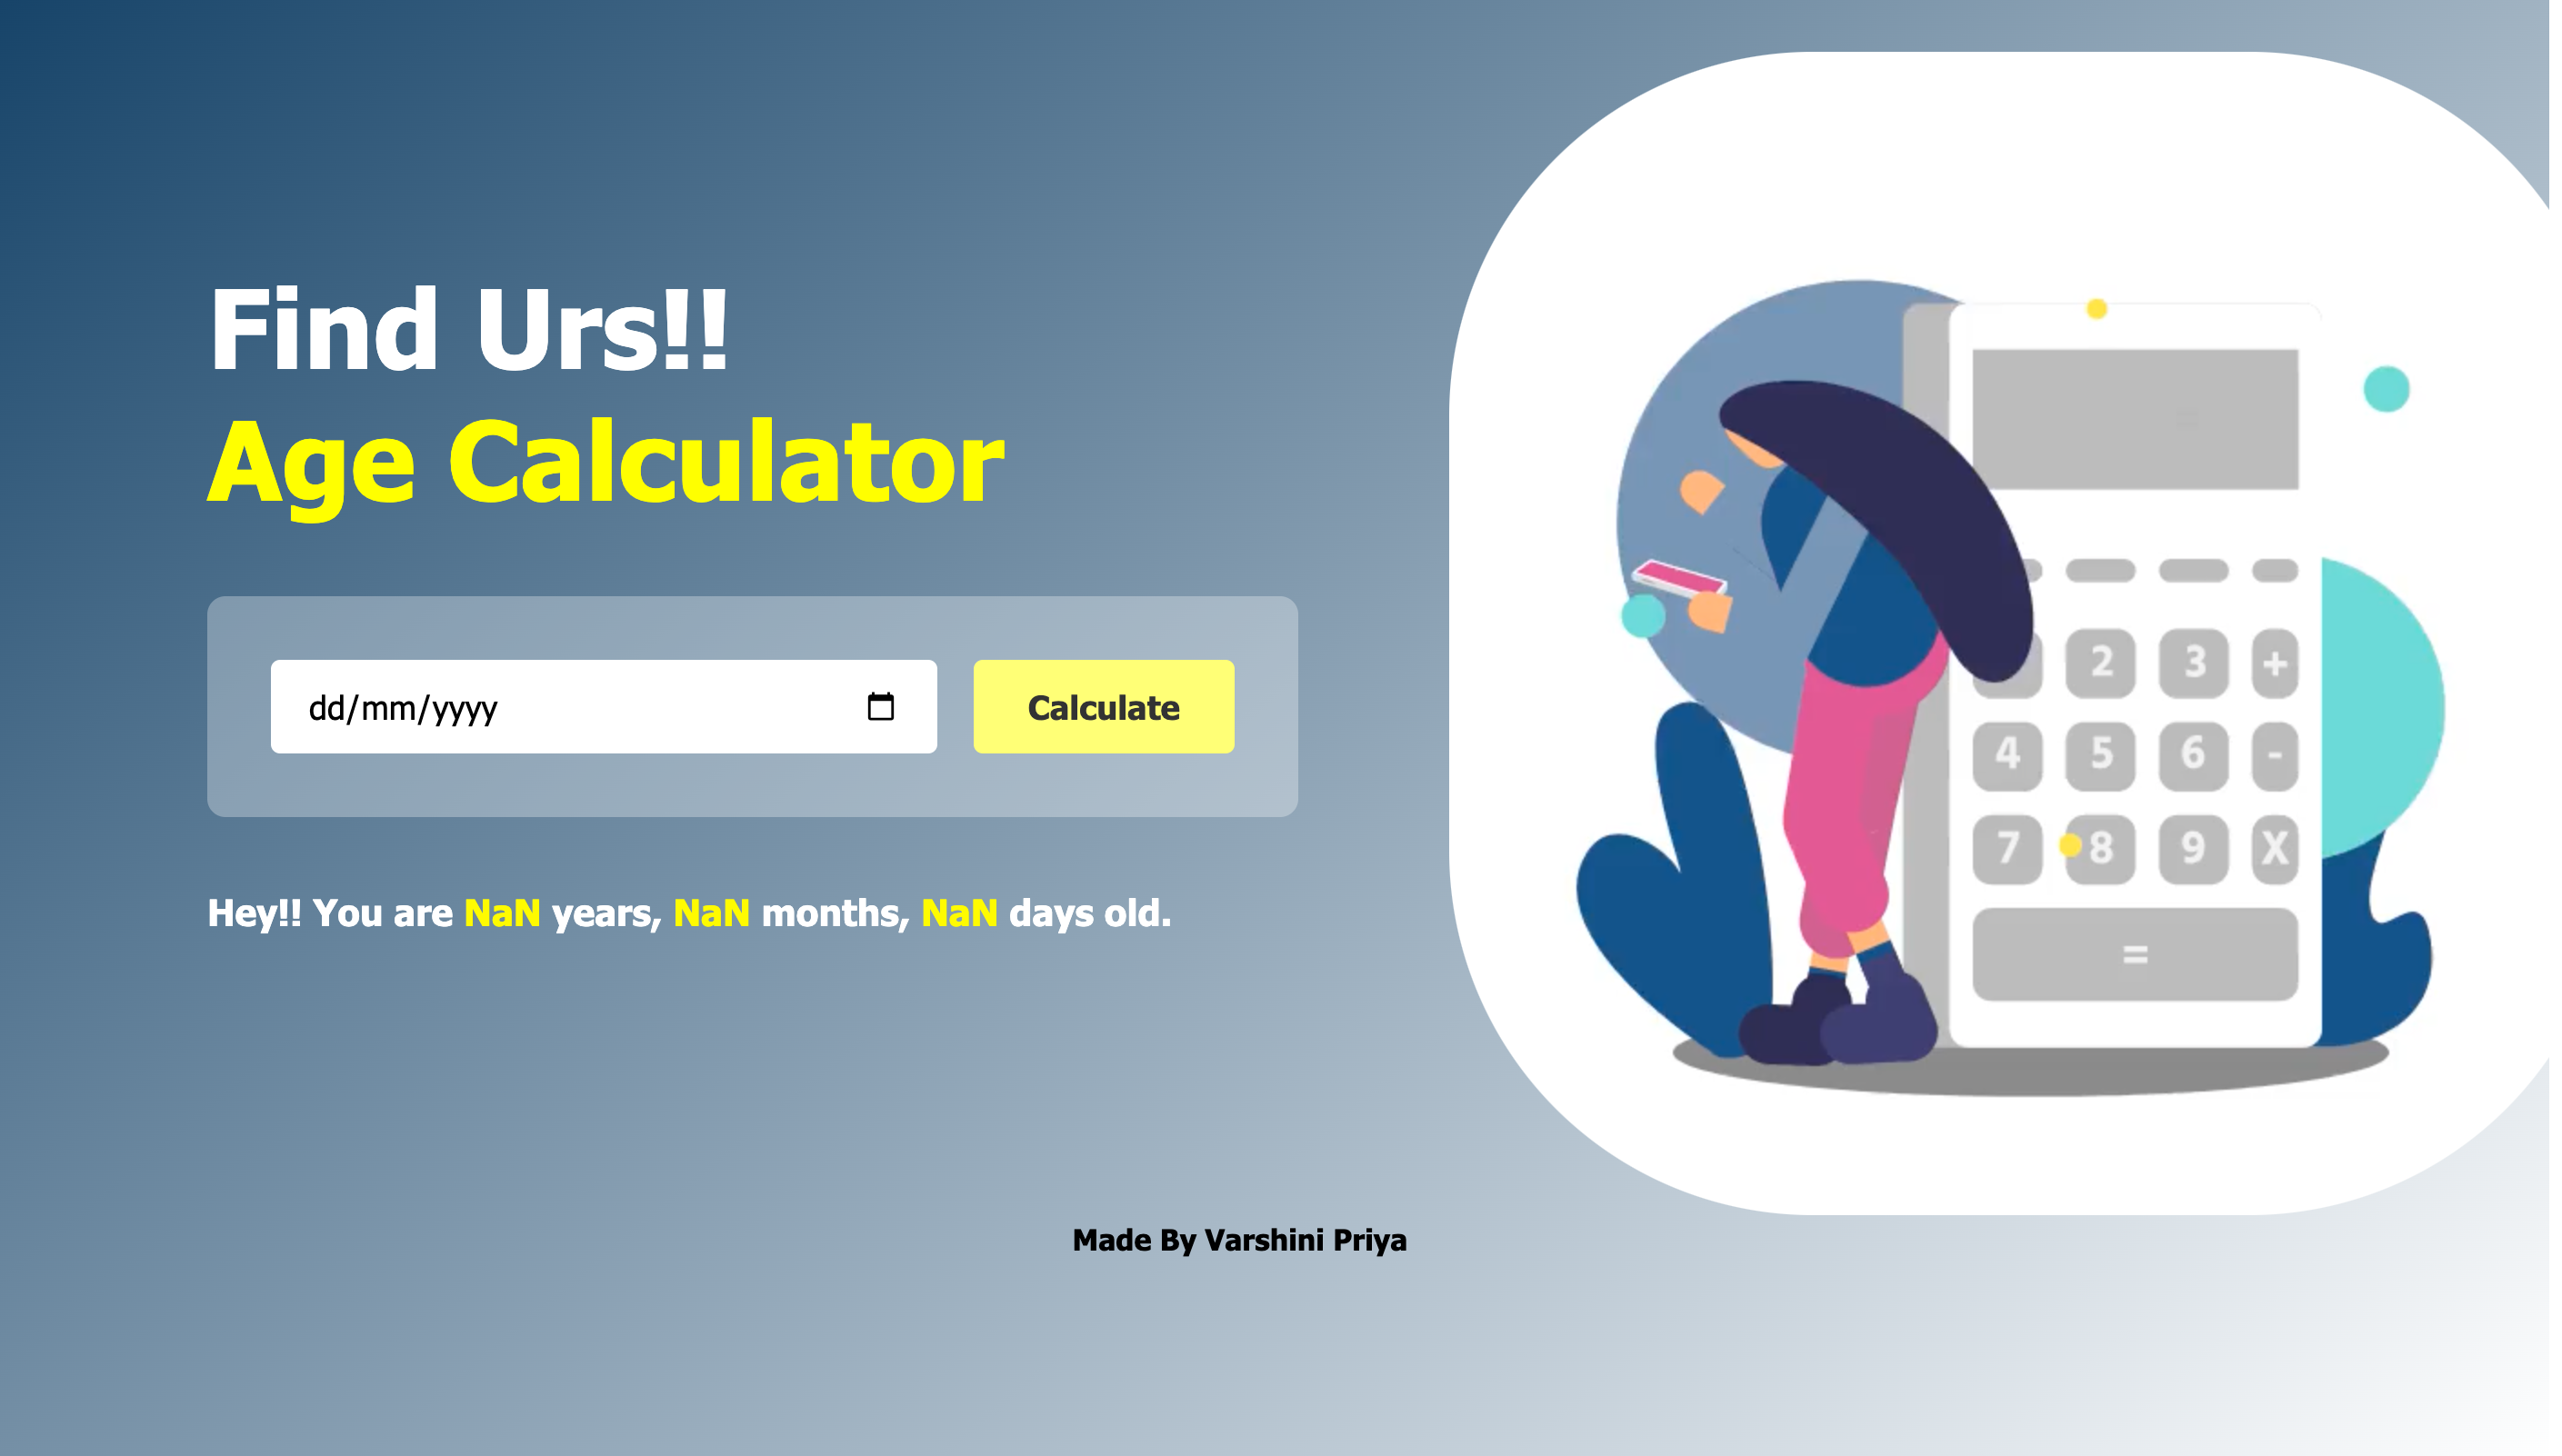 Find Urs!!
Age Calculator
dd/mm/yyyy Calculate
Hey!! You are NaN years, NaN months, NaN days old.
2 3 +
4 5 6 -
7 8 9 X
=
Made By Varshini Priya